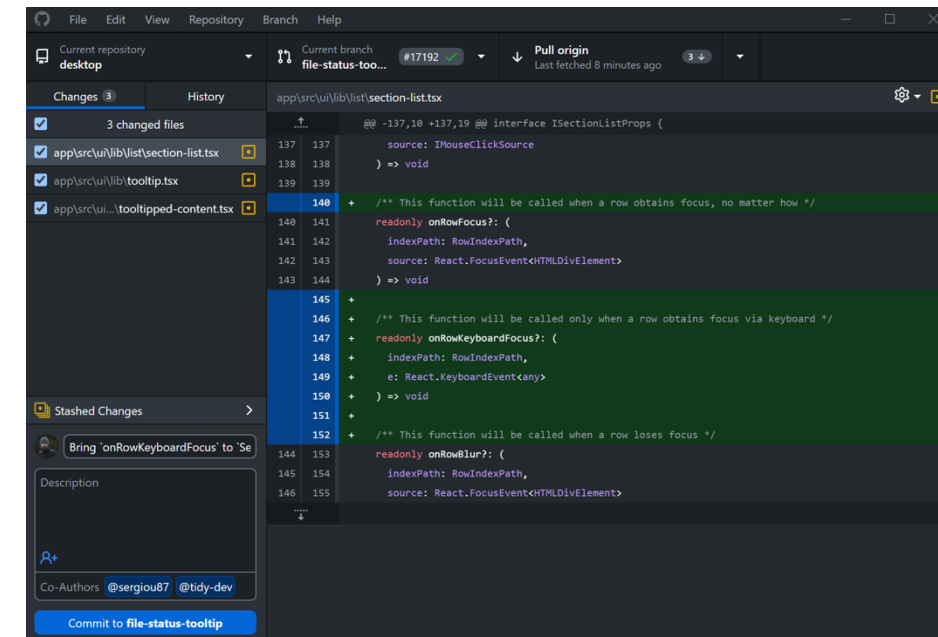 File Edit View Repository Branch Help
Current repository
desktop
Current branch
file-status-too...
#17192
Pull origin
Last fetched 8 minutes ago
3
Changes 3
History
3 changed files
app\src\ui\lib\list\section-list.tsx
app\src\ui\lib\tooltip.tsx
app\src\ui...\tooltipped-content.tsx
Stashed Changes
Bring `onRowKeyboardFocus` to `Se
Description
Co-Authors @sergiou87 @tidy-dev
Commit to file-status-tooltip
app\src\ui\lib\list\section-list.tsx
@@ -137,10 +137,19 @@ interface ISectionListProps {
137 137 source: IMouseClickSource
138 138 ) => void
139 139
140 + /** This function will be called when a row obtains focus, no matter how */
140 141 readonly onRowFocus?: (
141 142 indexPath: RowIndexPath,
142 143 source: React.FocusEvent<HTMLDivElement>
143 144 ) => void
145 +
146 + /** This function will be called only when a row obtains focus via keyboard */
147 + readonly onRowKeyboardFocus?: (
148 + indexPath: RowIndexPath,
149 + e: React.KeyboardEvent<any>
150 + ) => void
151 +
152 + /** This function will be called when a row loses focus */
144 153 readonly onRowBlur?: (
145 154 indexPath: RowIndexPath,
146 155 source: React.FocusEvent<HTMLDivElement>